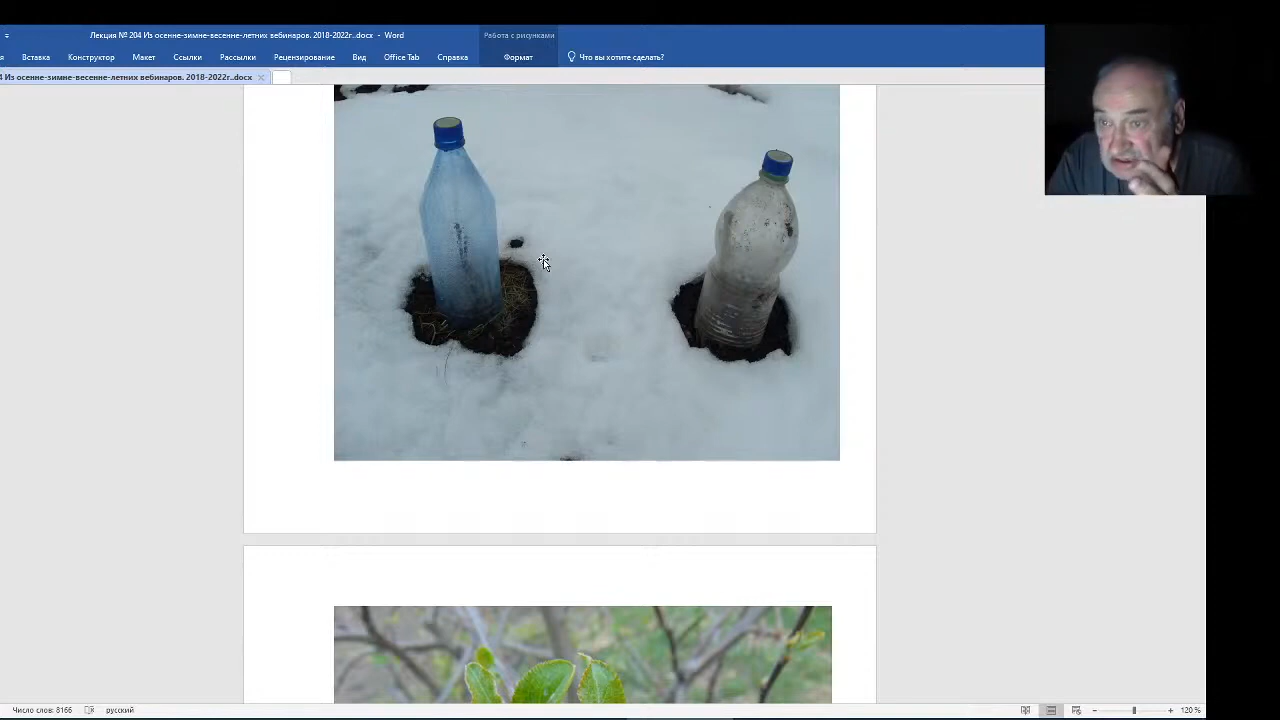 Лекция № 204 Из осенне-зимне-весенне-летних вебинаров. 2018-2022г..docx - Word
Работа с рисунками
Вставка Конструктор Макет Ссылки Рассылки Рецензирование Вид Office Tab Справка Формат Что вы хотите сделать?
4 Из осенне-зимне-весенне-летних вебинаров. 2018-2022г..docx
Число слов: 8166 русский 120 %